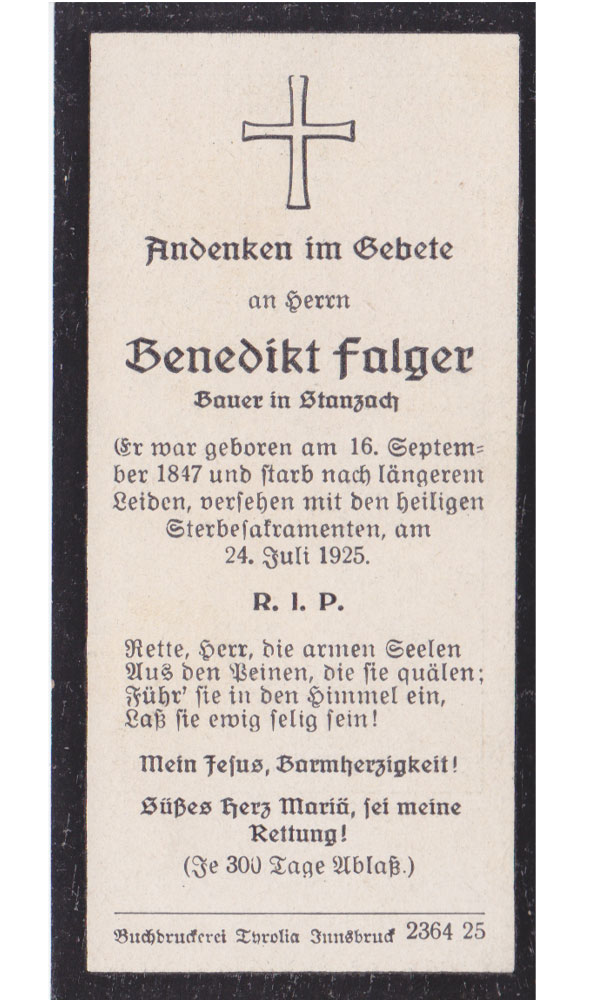 Andenken im Gebete
an Herrn
Benedikt Falger
Bauer in Stanzach
Er war geboren am 16. Septem=
ber 1847 und starb nach längerem
Leiden, versehen mit den heiligen
Sterbesakramenten, am
24. Juli 1925.
R. I. P.
Rette, Herr, die armen Seelen
Aus den Peinen, die sie quälen;
Führ' sie in den Himmel ein,
Laß sie ewig selig sein!
Mein Jesus, Barmherzigkeit!
Süßes Herz Mariä, sei meine
Rettung!
(Je 300 Tage Ablaß.)
Buchdruckerei Tyrolia Innsbruck 2364 25